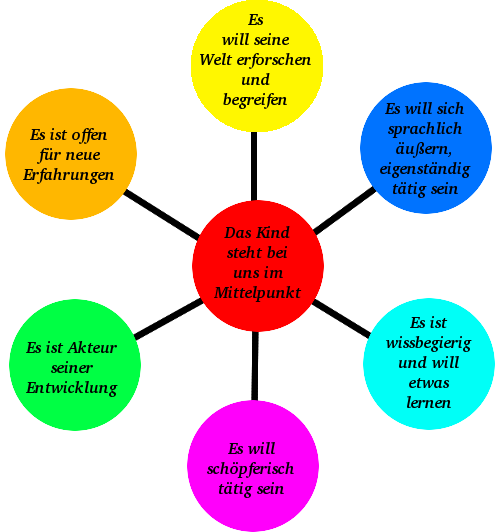 Es
will seine
Welt erforschen
und
begreifen
Es will sich
sprachlich
äußern,
eigenständig
tätig sein
Es ist offen
für neue
Erfahrungen
Das Kind
steht bei
uns im
Mittelpunkt
Es ist
wissbegierig
und will
etwas
lernen
Es ist Akteur
seiner
Entwicklung
Es will
schöpferisch
tätig sein